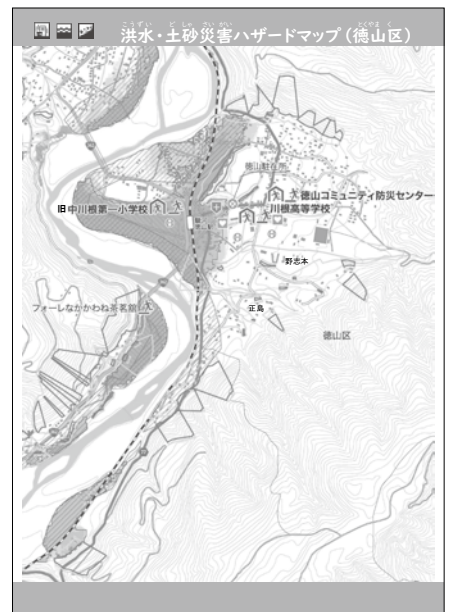 洪水・土砂災害ハザードマップ（徳山区）
徳山駐在所
徳山コミュニティ防災センター
川根高等学校
旧中川根第一小学校
野志本
フォーレなかかわね茶茗舘
正島
徳山区